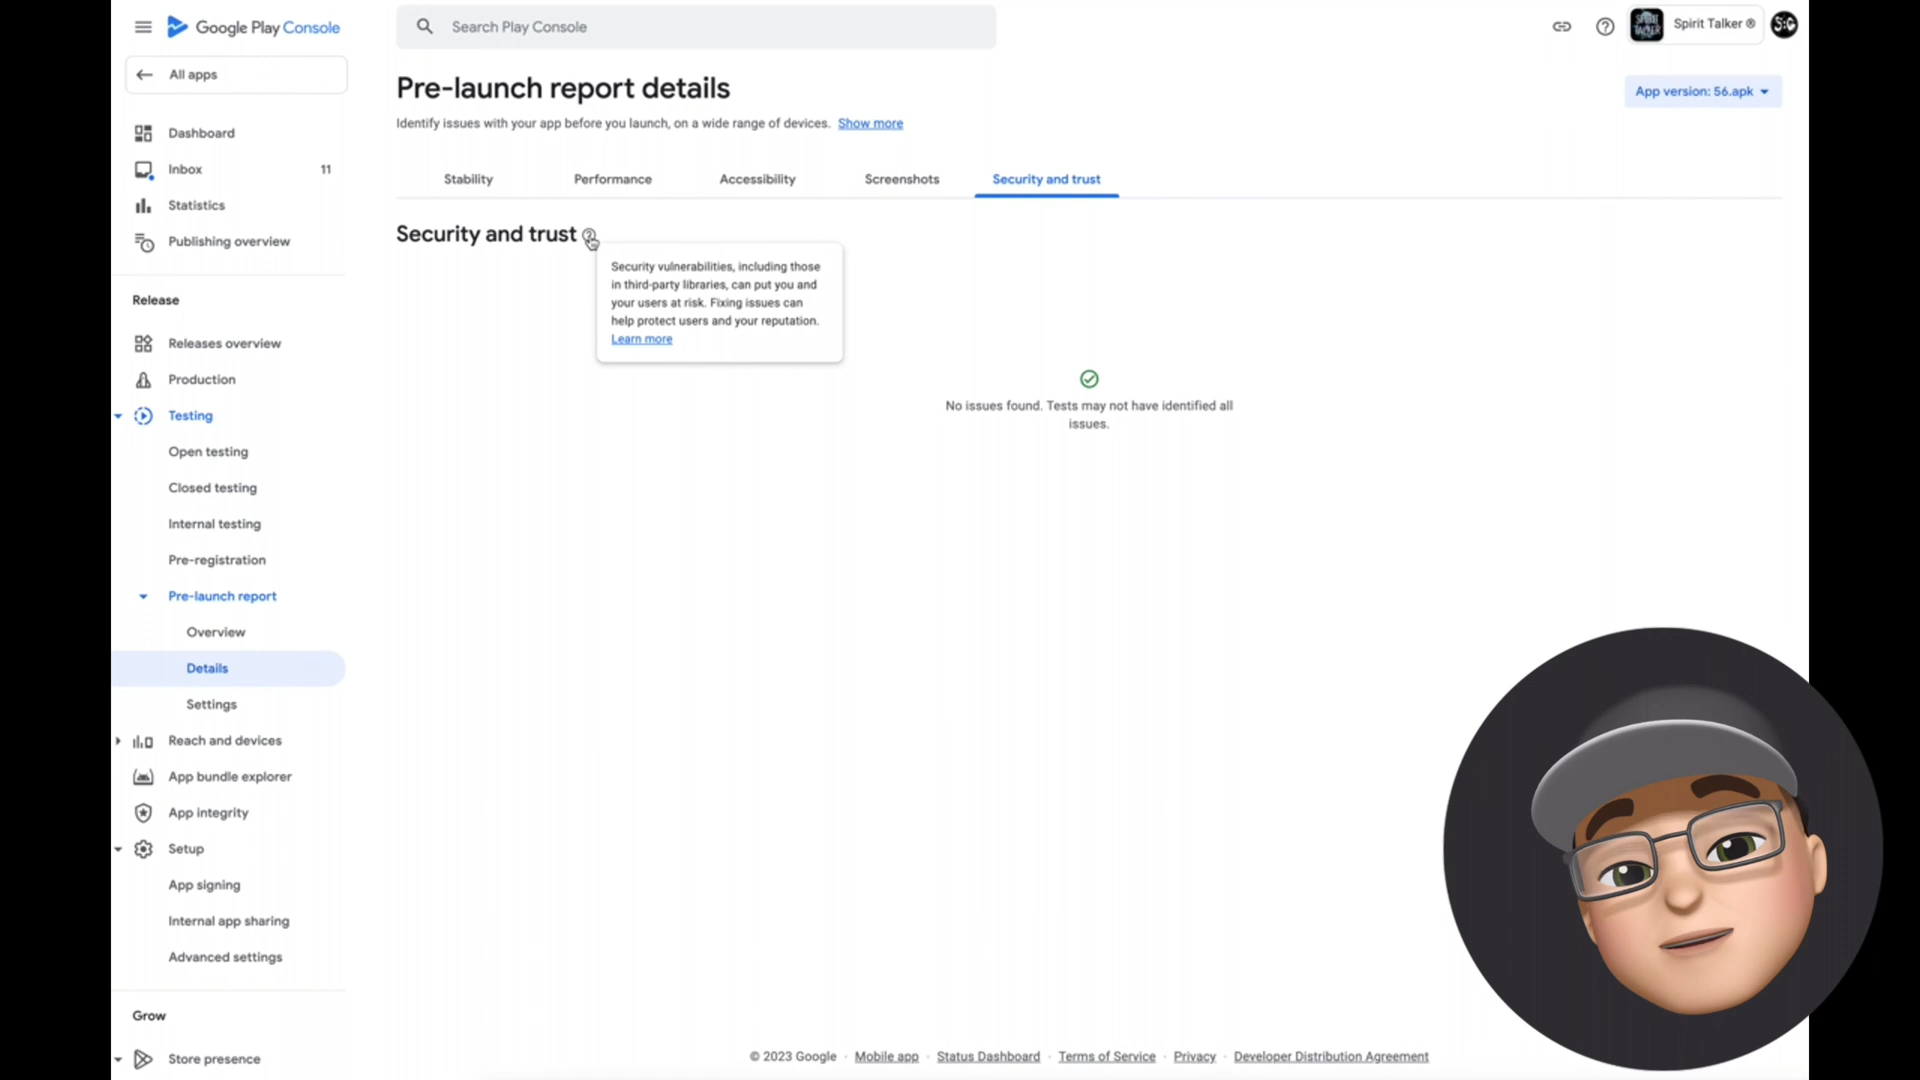 Google Play Console
Search Play Console
Spirit Talker ®
All apps
Dashboard
Inbox 11
Statistics
Publishing overview
Release
Releases overview
Production
Testing
Open testing
Closed testing
Internal testing
Pre-registration
Pre-launch report
Overview
Details
Settings
Reach and devices
App bundle explorer
App integrity
Setup
App signing
Internal app sharing
Advanced settings
Grow
Store presence
Pre-launch report details
App version: 56.apk
Identify issues with your app before you launch, on a wide range of devices. Show more
Stability Performance Accessibility Screenshots Security and trust
Security and trust
Security vulnerabilities, including those
in third-party libraries, can put you and
your users at risk. Fixing issues can
help protect users and your reputation.
Learn more
No issues found. Tests may not have identified all
issues.
© 2023 Google · Mobile app · Status Dashboard · Terms of Service · Privacy · Developer Distribution Agreement